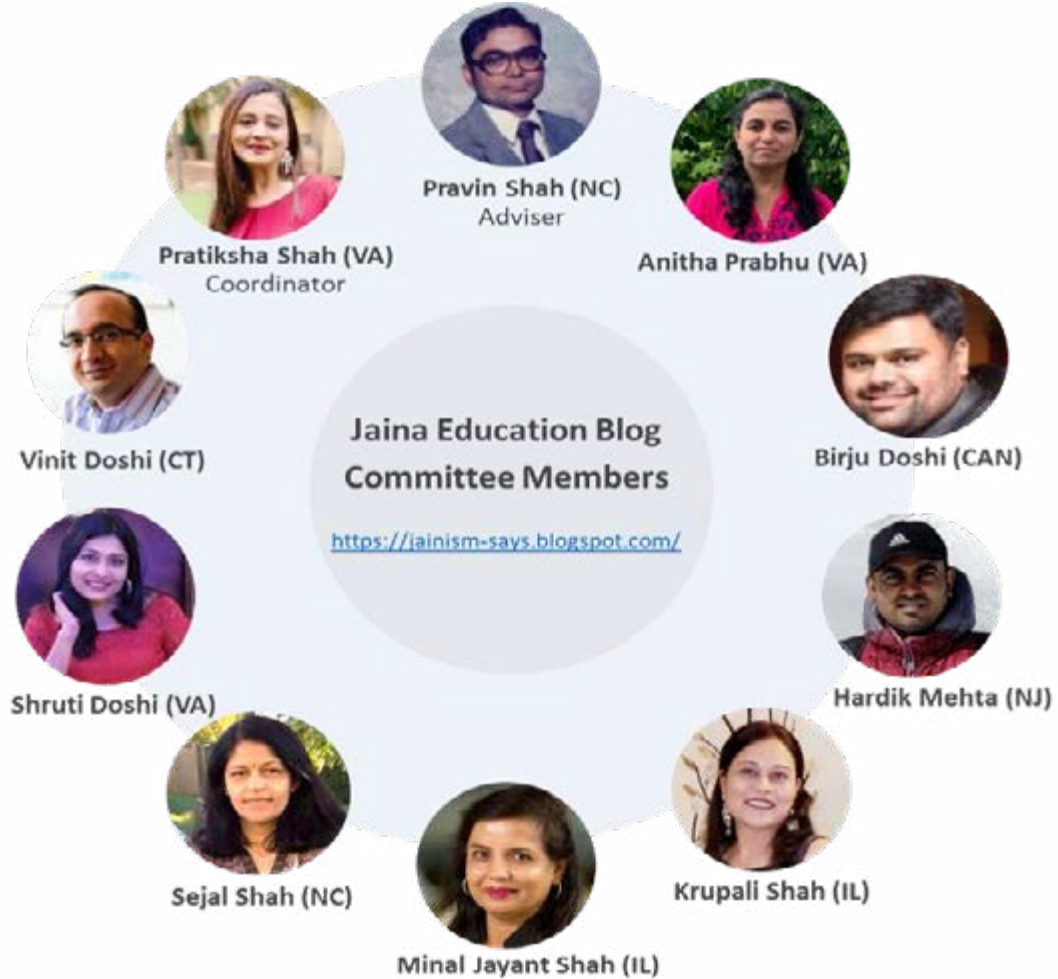 Pravin Shah (NC)
Adviser
Pratiksha Shah (VA)
Coordinator
Anitha Prabhu (VA)
Vinit Doshi (CT)
Birju Doshi (CAN)
Jaina Education Blog
Committee Members
https://jainism-says.blogspot.com/
Shruti Doshi (VA)
Hardik Mehta (NJ)
Sejal Shah (NC)
Krupali Shah (IL)
Minal Jayant Shah (IL)